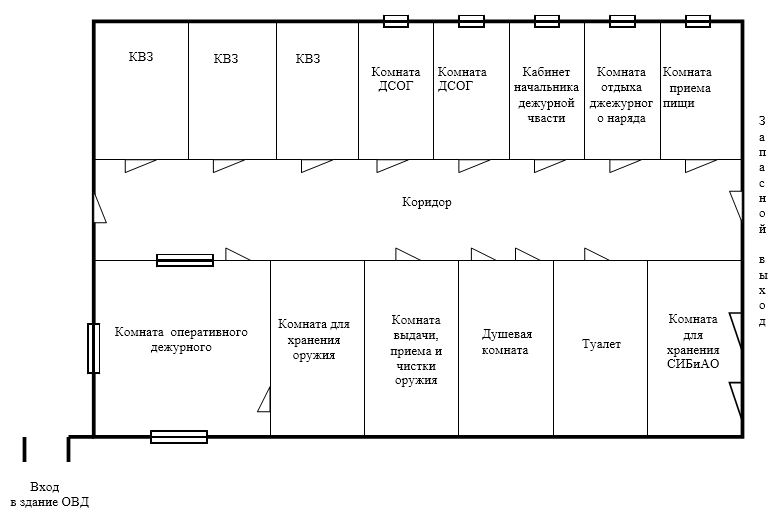 КВЗ
КВЗ
КВЗ
Комната
ДСОГ
Комната
ДСОГ
Кабинет
начальника
дежурной
чвасти
Комната
отдыха
джежурног
о наряда
Комната
приема
пищи
Запасной выход
Коридор
Комната оперативного
дежурного
Комната для
хранения
оружия
Комната
выдачи,
приема и
чистки
оружия
Душевая
комната
Туалет
Комната
для
хранения
СИБиАО
Вход
в здание ОВД